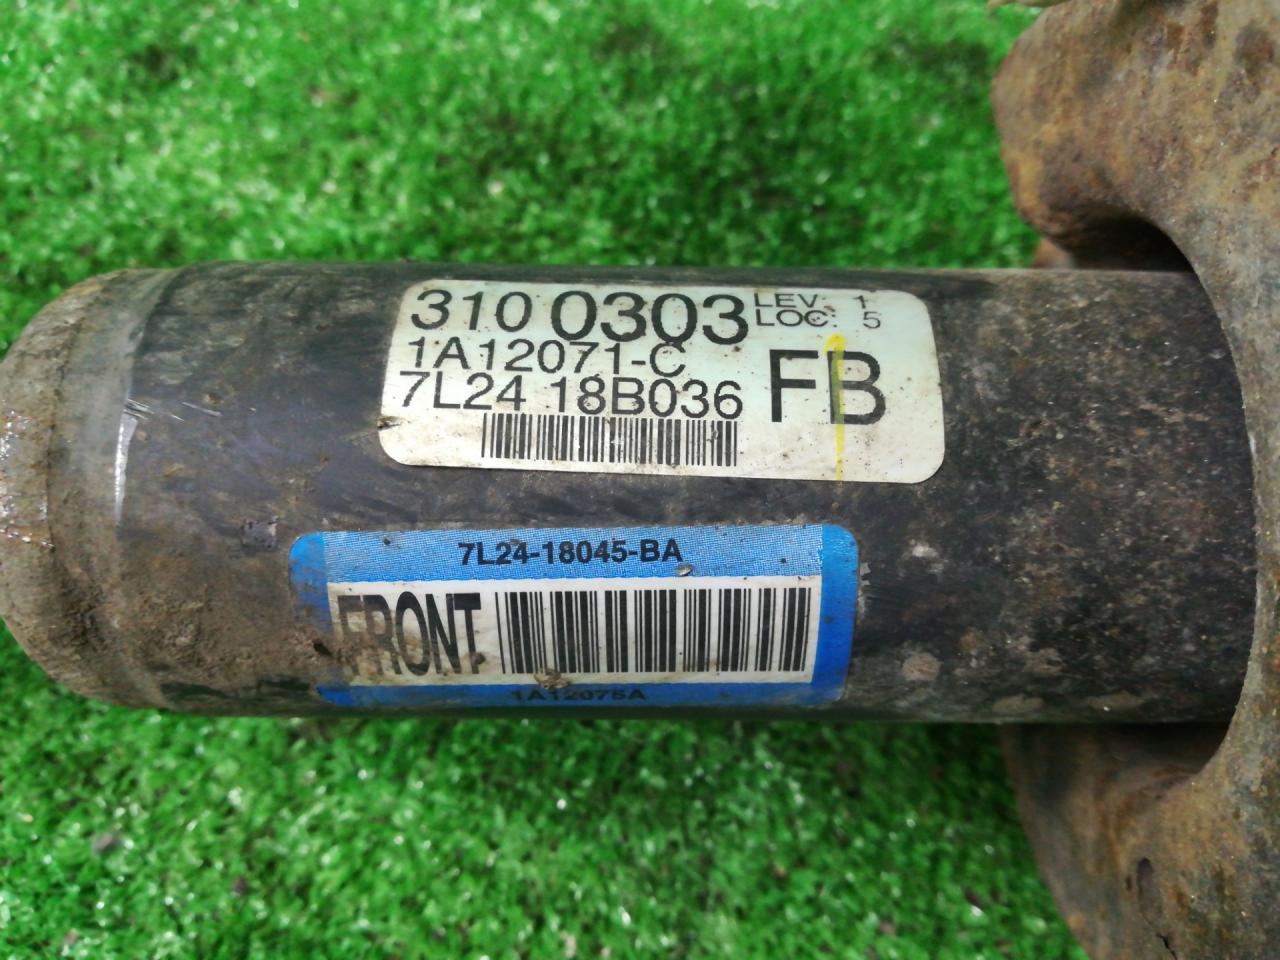 310 0303 LEV: 1
LOC: 5
1A12071-C
7L24 18B036 FB
7L24-18045-BA
FRONT
1A12075A